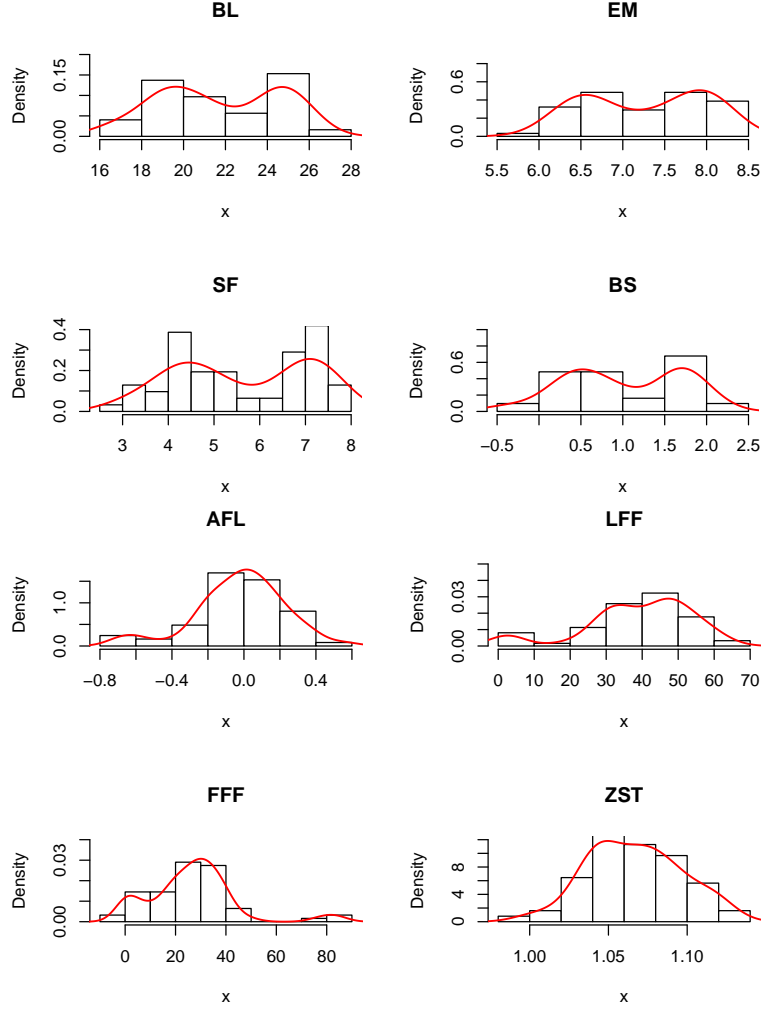 BL
Density
0.00 0.15
16 18 20 22 24 26 28
x
EM
Density
0.0 0.6
5.5 6.0 6.5 7.0 7.5 8.0 8.5
x
SF
Density
0.0 0.2 0.4
3 4 5 6 7 8
x
BS
Density
0.0 0.6
−0.5 0.5 1.0 1.5 2.0 2.5
x
AFL
Density
0.0 1.0
−0.8 −0.4 0.0 0.4
x
LFF
Density
0.00 0.03
0 10 20 30 40 50 60 70
x
FFF
Density
0.00 0.03
0 20 40 60 80
x
ZST
Density
0 4 8
1.00 1.05 1.10
x